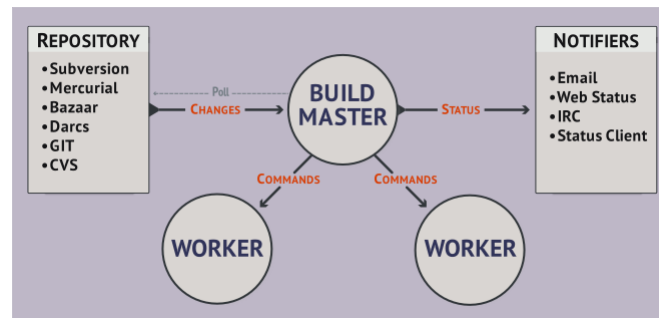 REPOSITORY
•Subversion
•Mercurial
•Bazaar
•Darcs
•GIT
•CVS
Poll
CHANGES
BUILD
MASTER
STATUS
NOTIFIERS
•Email
•Web Status
•IRC
•Status Client
COMMANDS
COMMANDS
WORKER
WORKER